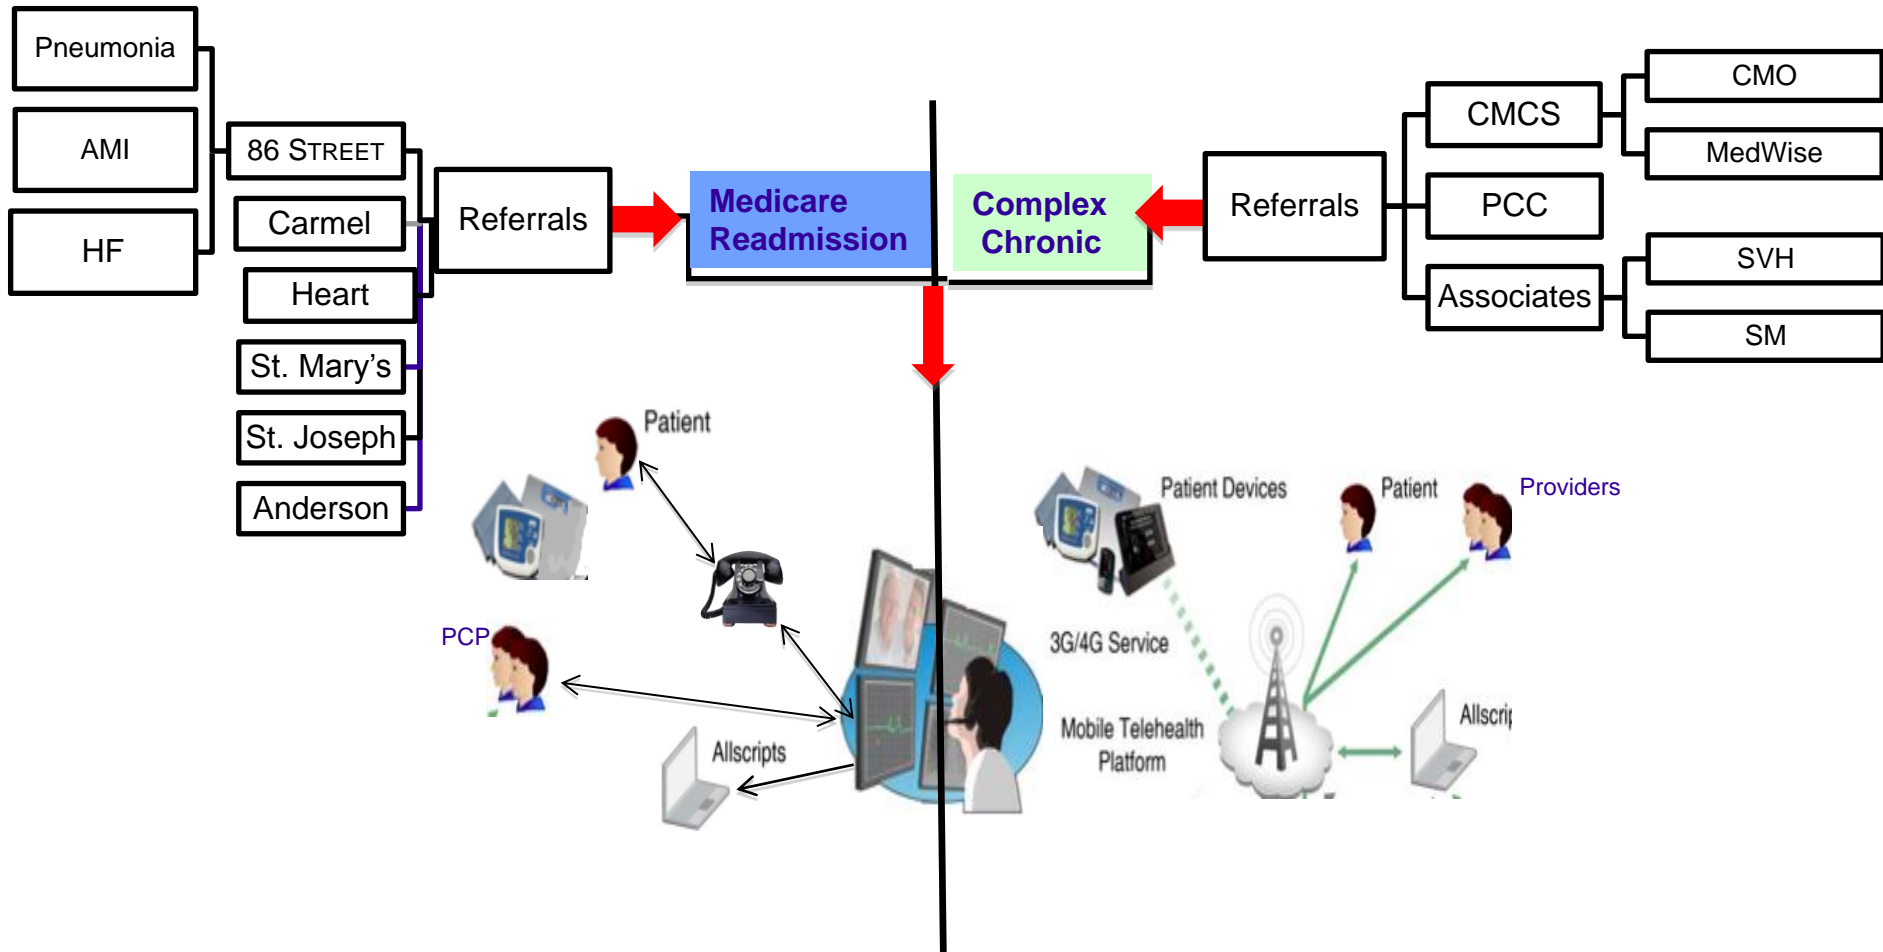 Pneumonia
AMI
HF
86 STREET
Carmel
Heart
St. Mary’s
St. Joseph
Anderson
Referrals
Medicare
Readmission
Complex
Chronic
Referrals
CMCS
PCC
Associates
CMO
MedWise
SVH
SM
Patient
PCP
Allscripts
Patient Devices
Patient
Providers
3G/4G Service
Mobile Telehealth
Platform
Allscrip